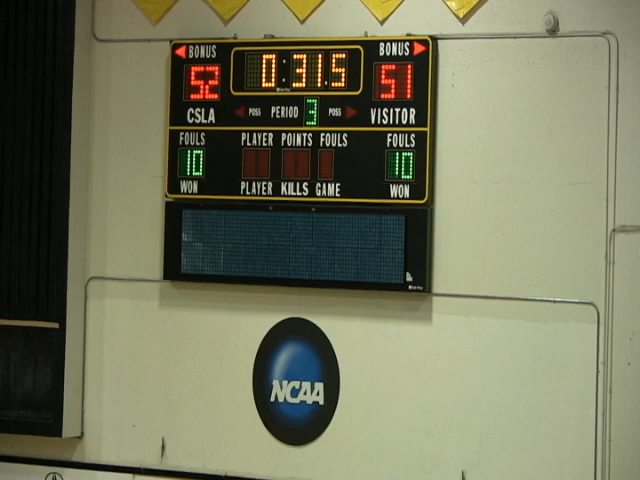 BONUS BONUS
52 0:31.5 51
CSLA POSS PERIOD 3 POSS VISITOR
FOULS PLAYER POINTS FOULS FOULS
10 10
WON PLAYER KILLS GAME WON
NCAA